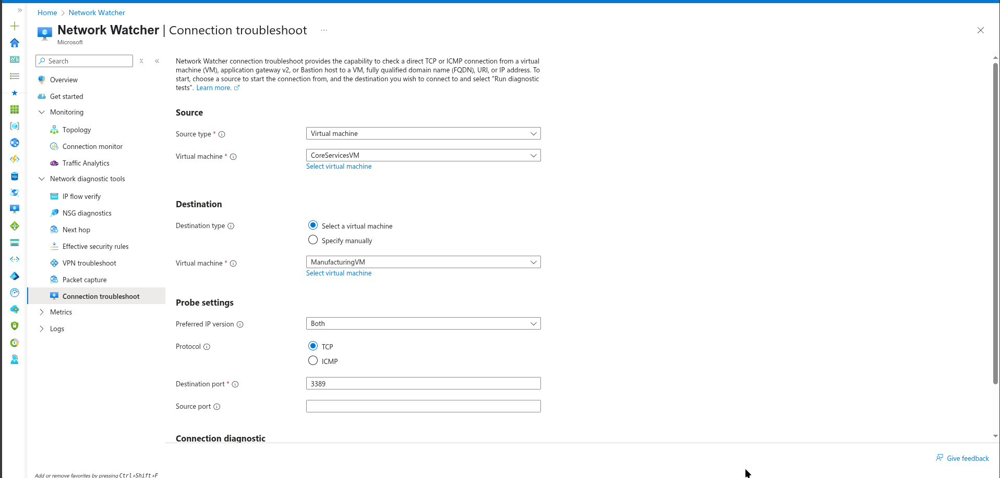 Home > Network Watcher
Network Watcher | Connection troubleshoot ...
Microsoft
Search
Overview
Get started
Monitoring
Topology
Connection monitor
Traffic Analytics
Network diagnostic tools
IP flow verify
NSG diagnostics
Next hop
Effective security rules
VPN troubleshoot
Packet capture
Connection troubleshoot
Metrics
Logs
Add or remove favorites by pressing Ctrl+Shift+F
Network Watcher connection troubleshoot provides the capability to check a direct TCP or ICMP connection from a virtual
machine (VM), application gateway v2, or Bastion host to a VM, fully qualified domain name (FQDN), URI, or IP address. To
start, choose a source to start the connection from, and the destination you wish to connect to and select "Run diagnostic
tests". Learn more.
Source
Source type * Virtual machine
Virtual machine * CoreServicesVM
Select virtual machine
Destination
Destination type Select a virtual machine
Specify manually
Virtual machine * ManufacturingVM
Select virtual machine
Probe settings
Preferred IP version Both
Protocol TCP
ICMP
Destination port * 3389
Source port
Connection diagnostic
Give feedback
SQL